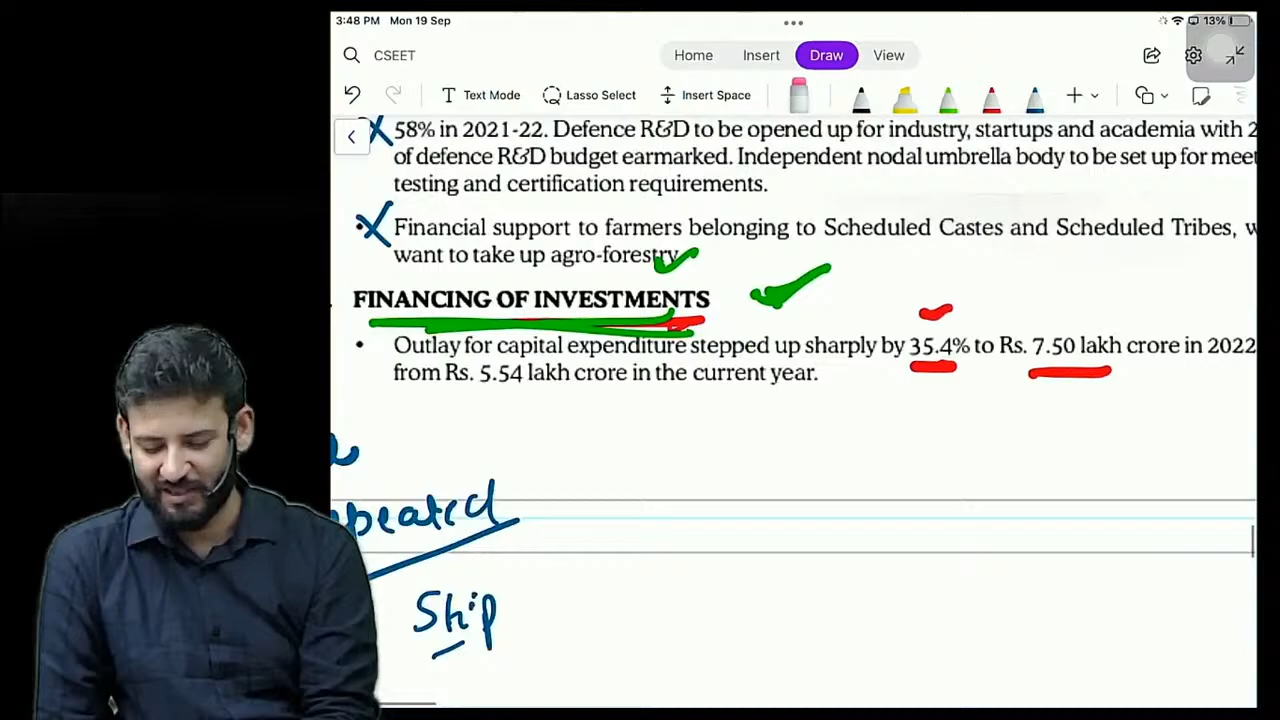 3:48 PM Mon 19 Sep
13%
CSEET
Home Insert Draw View
Text Mode Lasso Select Insert Space
58% in 2021-22. Defence R&D to be opened up for industry, startups and academia with 2
of defence R&D budget earmarked. Independent nodal umbrella body to be set up for meet
testing and certification requirements.
• Financial support to farmers belonging to Scheduled Castes and Scheduled Tribes, w
want to take up agro-forestry
FINANCING OF INVESTMENTS
• Outlay for capital expenditure stepped up sharply by 35.4% to Rs. 7.50 lakh crore in 2022
from Rs. 5.54 lakh crore in the current year.
epeated
Ship